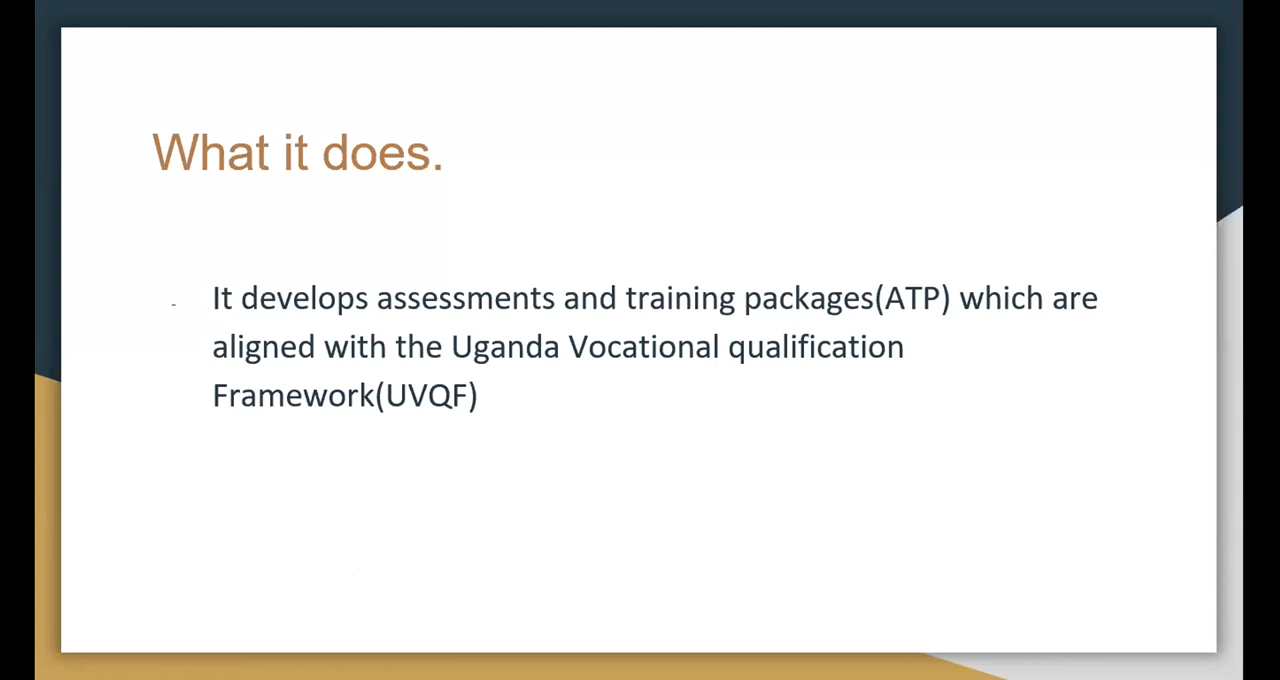 What it does.
- It develops assessments and training packages(ATP) which are
aligned with the Uganda Vocational qualification
Framework(UVQF)